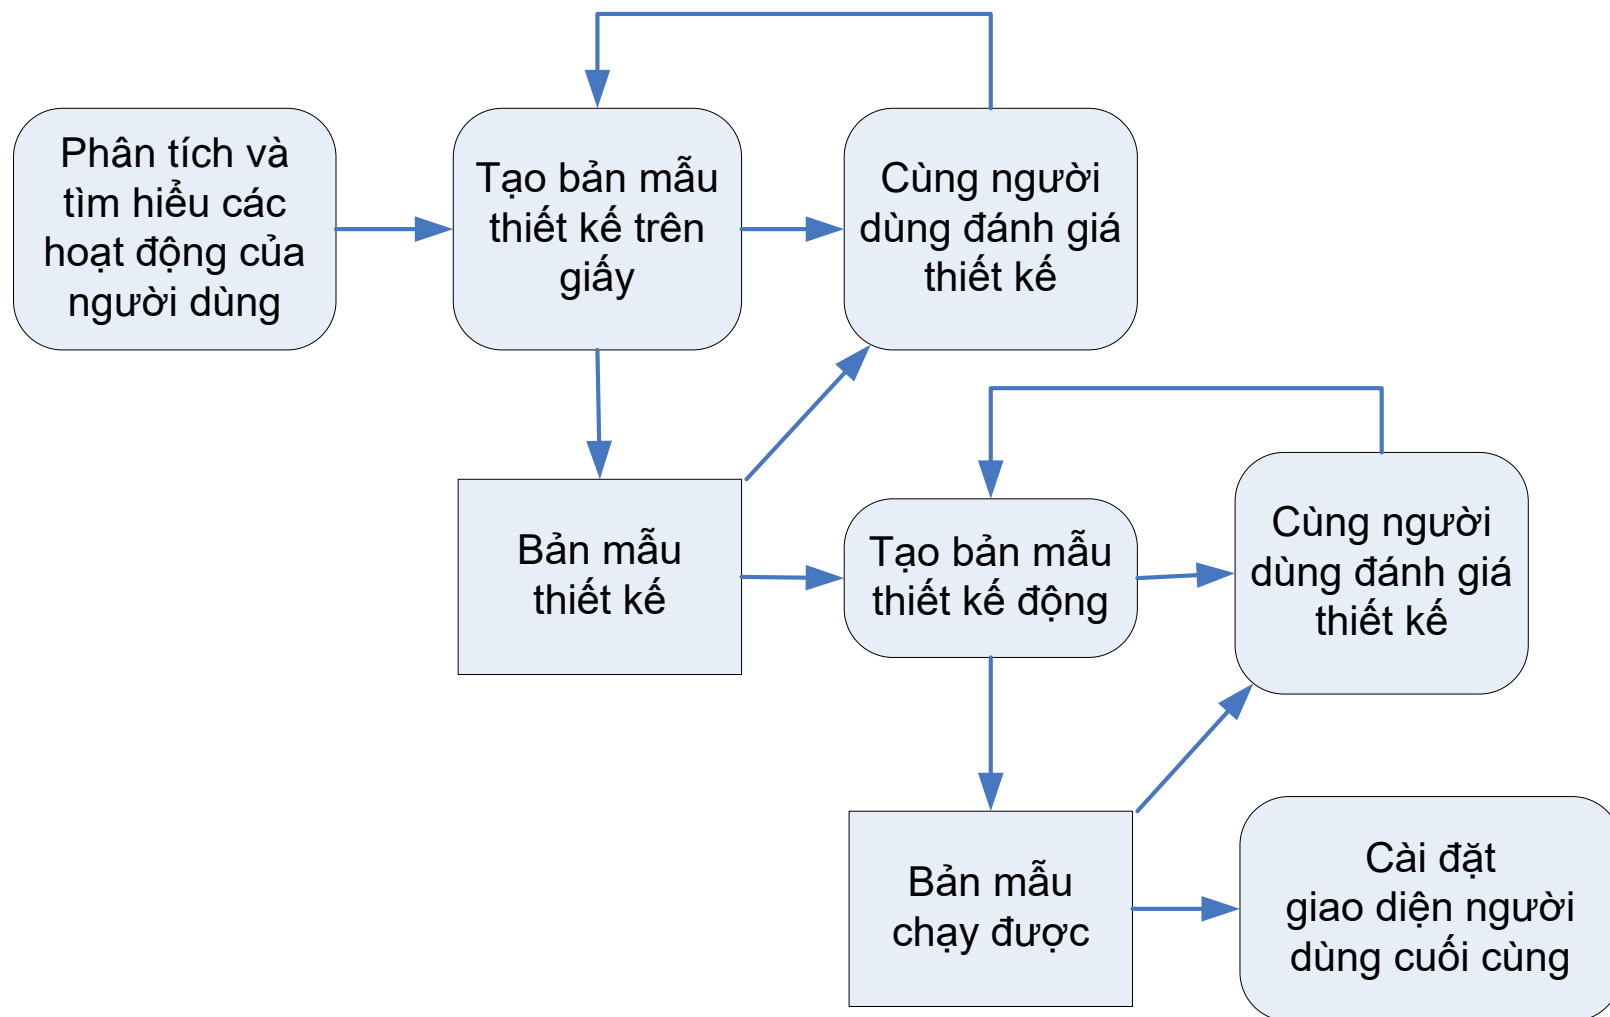 Phân tích và
tìm hiểu các
hoạt động của
người dùng
Tạo bản mẫu
thiết kế trên
giấy
Cùng người
dùng đánh giá
thiết kế
Bản mẫu
thiết kế
Tạo bản mẫu
thiết kế động
Cùng người
dùng đánh giá
thiết kế
Bản mẫu
chạy được
Cài đặt
giao diện người
dùng cuối cùng